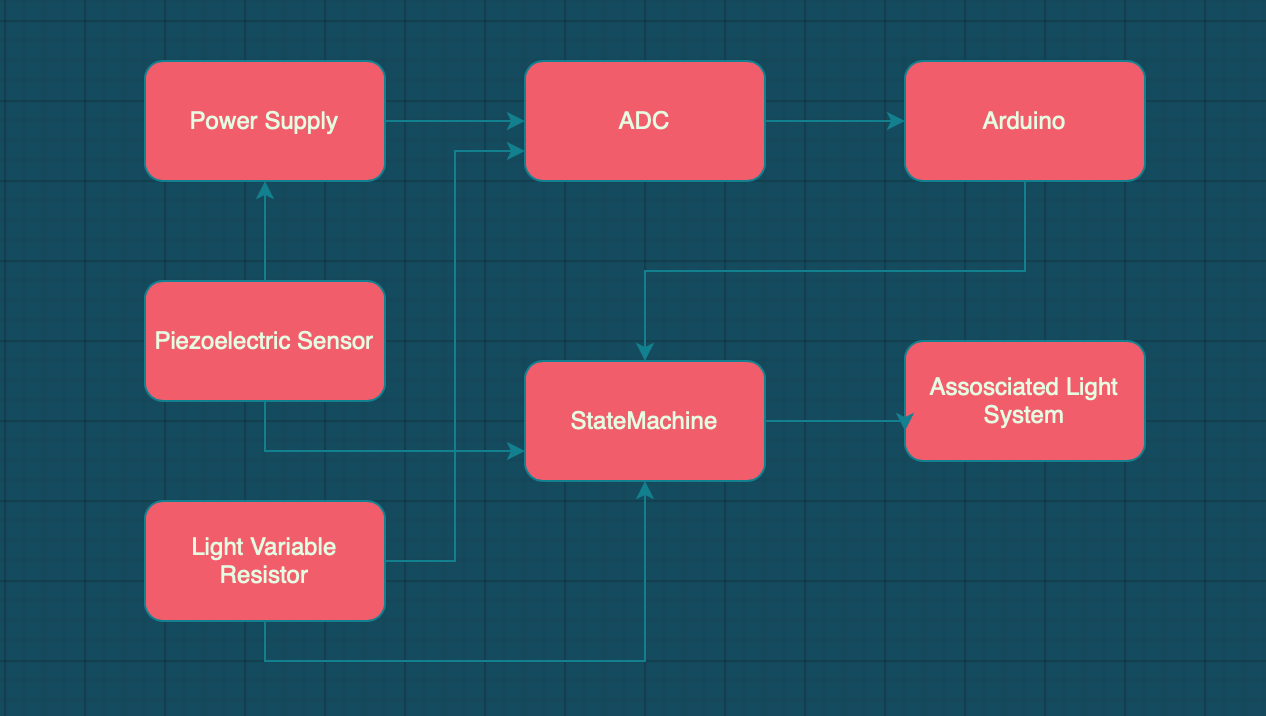 Power Supply
ADC
Arduino
Piezoelectric Sensor
StateMachine
Assosciated Light
System
Light Variable
Resistor